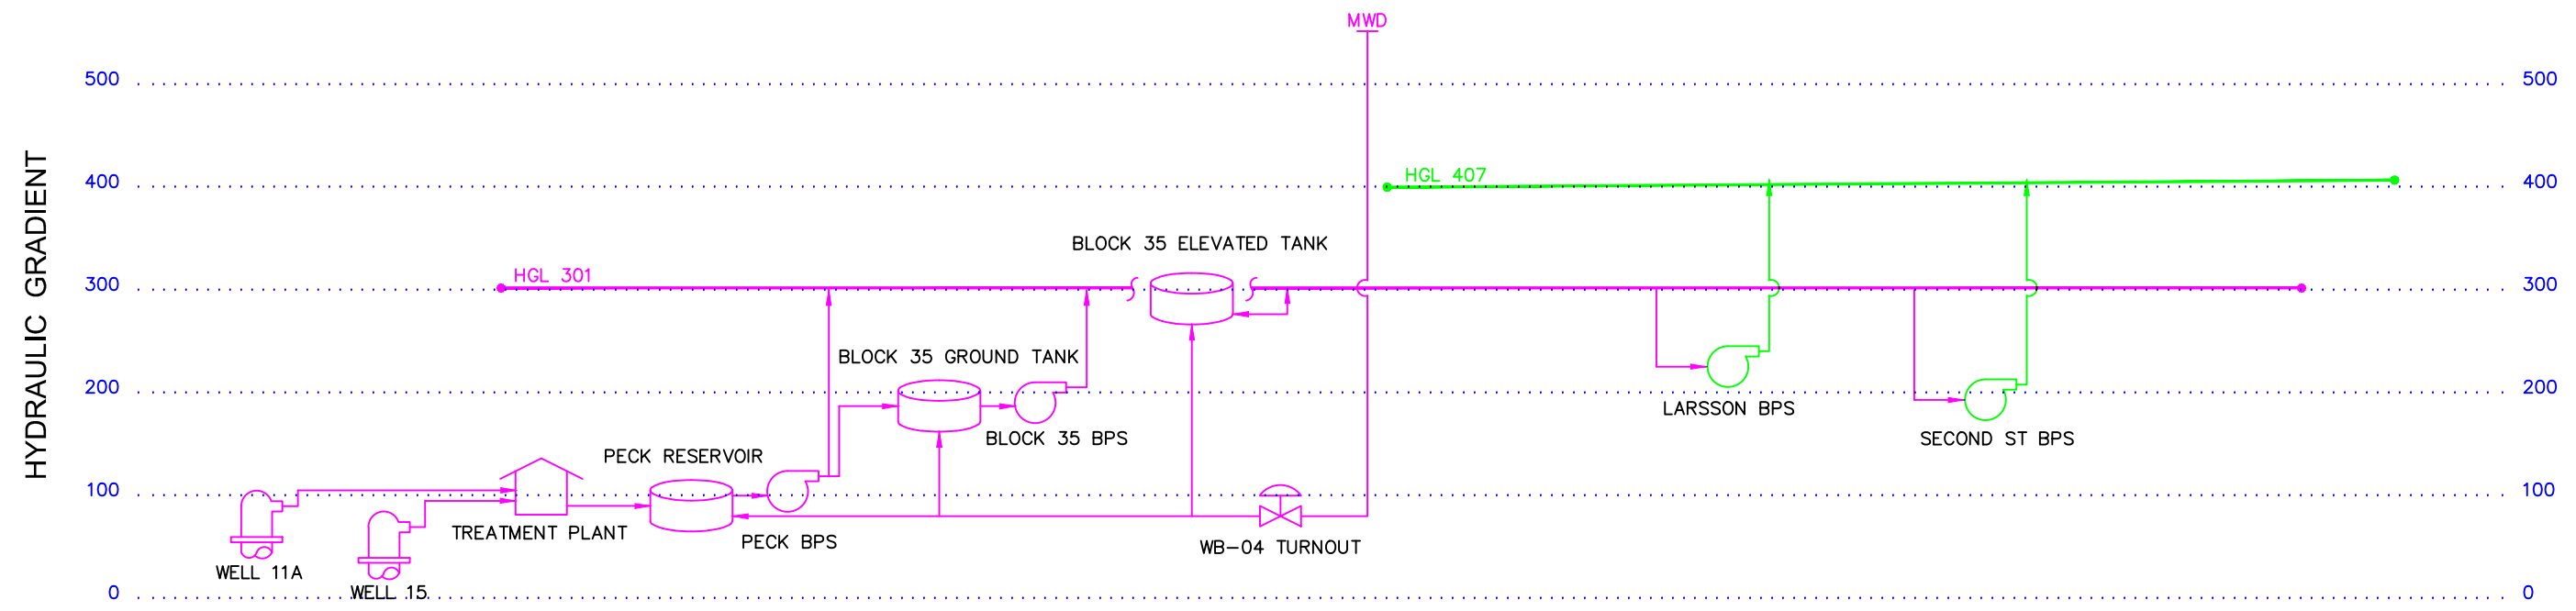 MWD
500
500
HGL 407
400
400
HYDRAULIC GRADIENT
BLOCK 35 ELEVATED TANK
HGL 301
300
300
BLOCK 35 GROUND TANK
200
200
LARSSON BPS
BLOCK 35 BPS
SECOND ST BPS
PECK RESERVOIR
100
100
TREATMENT PLANT
PECK BPS
WB-04 TURNOUT
WELL 11A
WELL 15
0
0